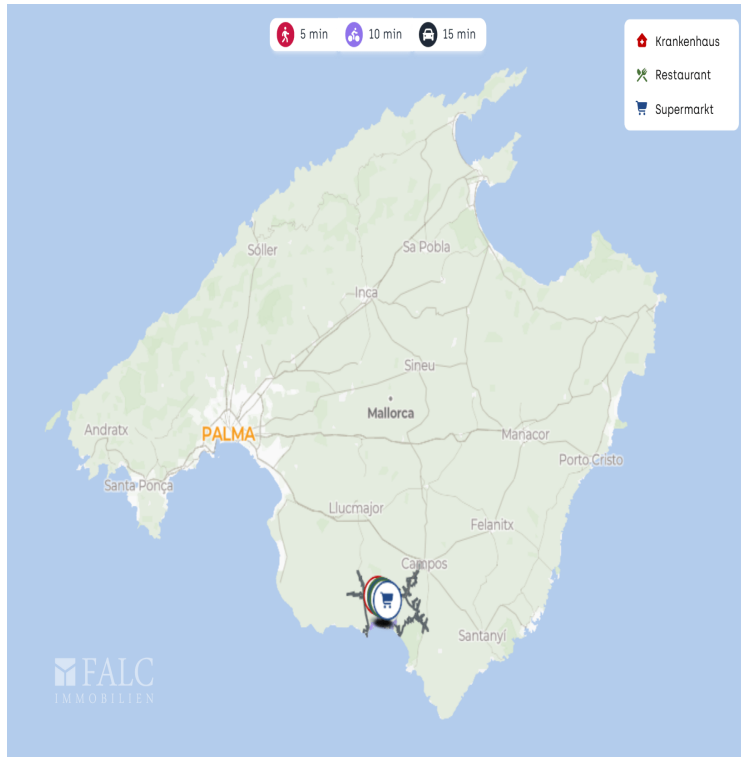 5 min
10 min
15 min
Krankenhaus
Restaurant
Supermarkt
Sóller
Sa Pobla
Inca
Sineu
Mallorca
Andratx
PALMA
Manacor
Porto Cristo
Santa Ponça
Llucmajor
Felanitx
Campos
Santanyí
FALC
IMMOBILIEN